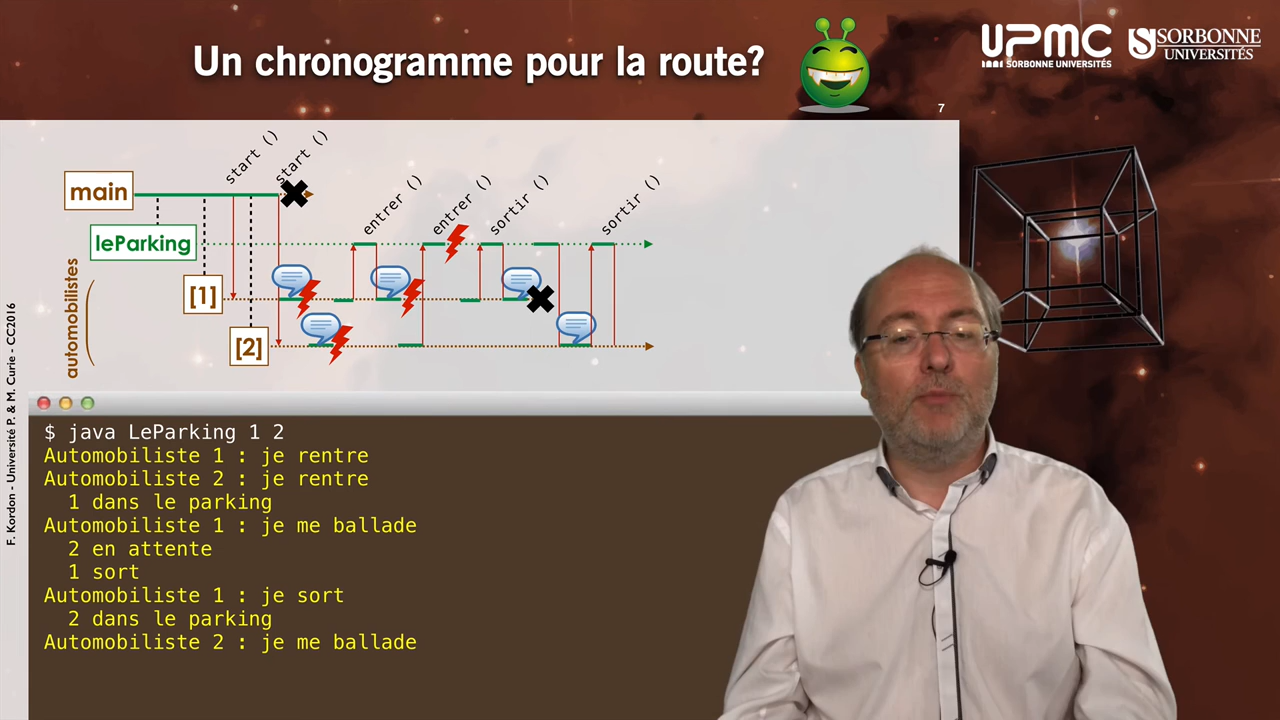 Un chronogramme pour la route?
UPMC
SORBONNE UNIVERSITÉS
SORBONNE
UNIVERSITÉS
7
start ()
start ()
main
entrer ()
entrer ()
sortir ()
sortir ()
leParking
automobilistes
[1]
[2]
F. Kordon - Université P. & M. Curie - CC2016
$ java LeParking 1 2
Automobiliste 1 : je rentre
Automobiliste 2 : je rentre
1 dans le parking
Automobiliste 1 : je me ballade
2 en attente
1 sort
Automobiliste 1 : je sort
2 dans le parking
Automobiliste 2 : je me ballade